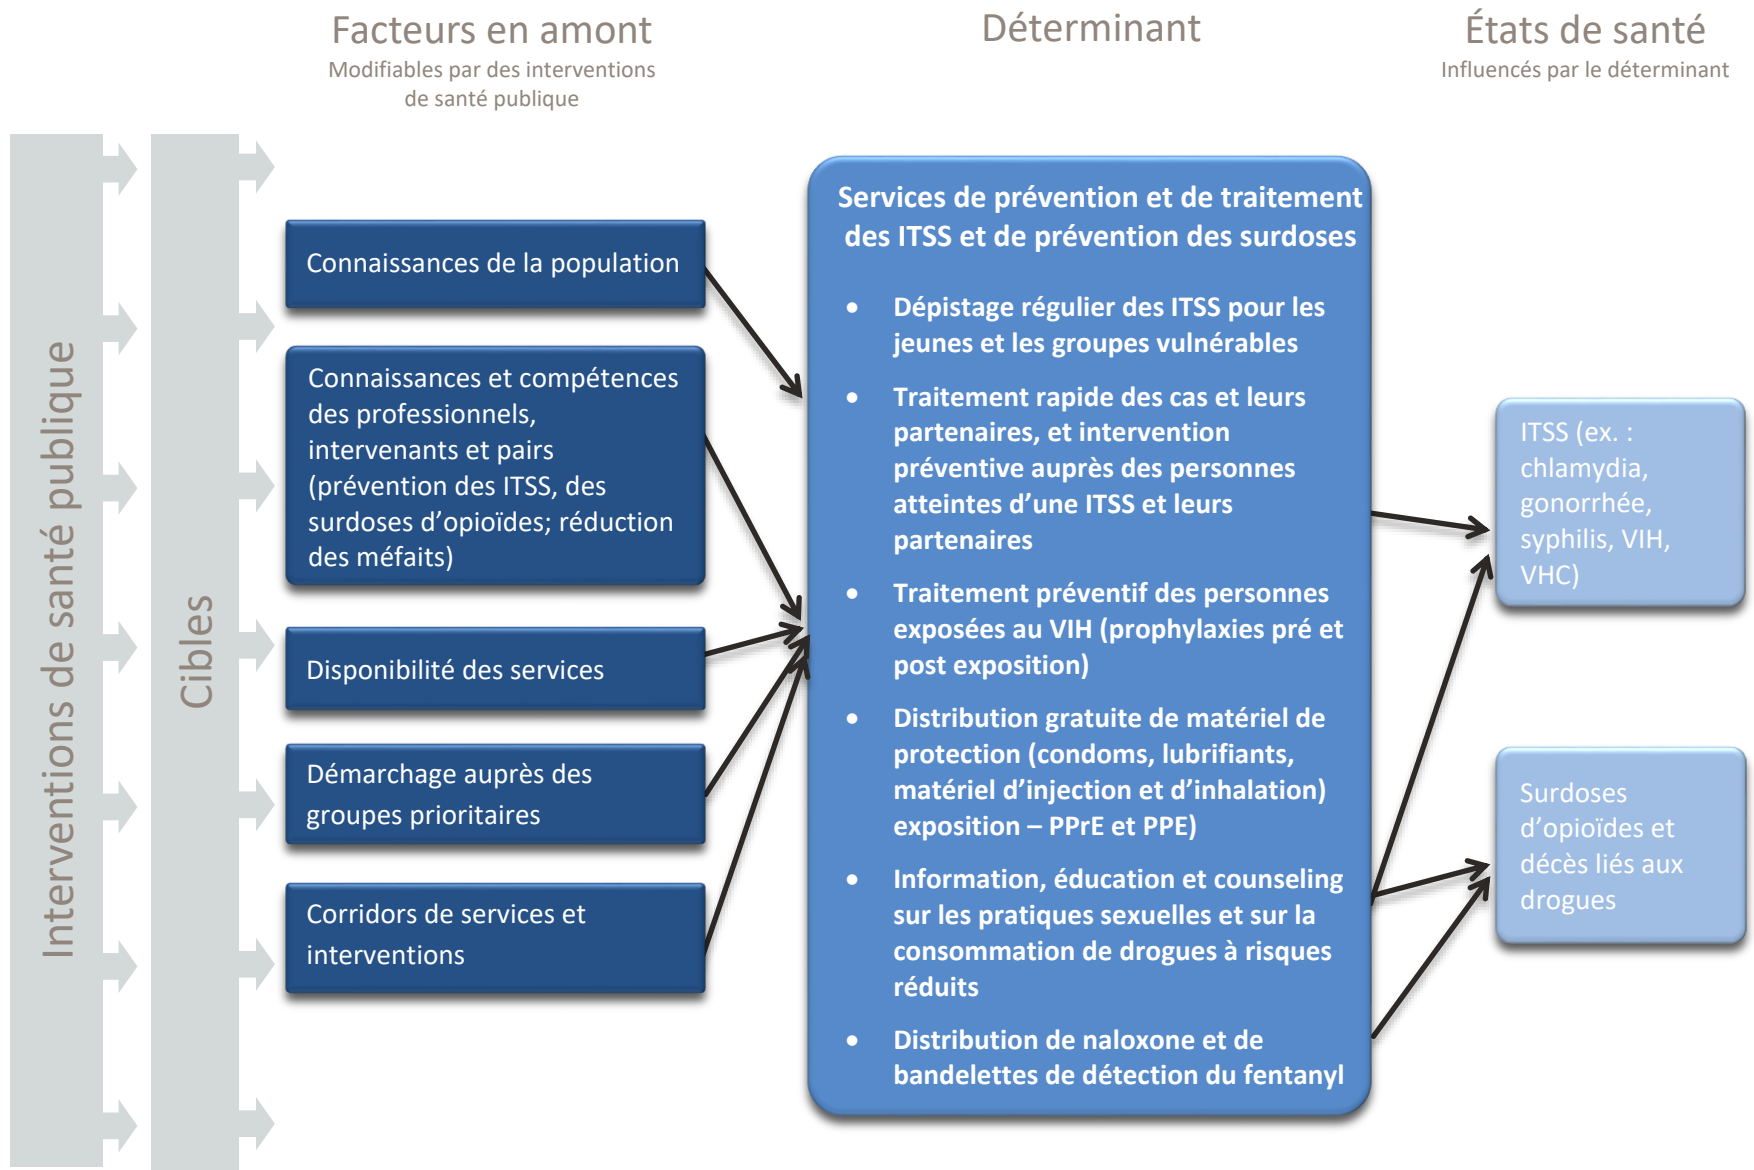 Facteurs en amont
Modifiables par des interventions
de santé publique
Déterminant
États de santé
Influencés par le déterminant
Interventions de santé publique
Cibles
Connaissances de la population
Connaissances et compétences
des professionnels,
intervenants et pairs
(prévention des ITSS, des
surdoses d’opioïdes; réduction
des méfaits)
Disponibilité des services
Démarchage auprès des
groupes prioritaires
Corridors de services et
interventions
Services de prévention et de traitement
des ITSS et de prévention des surdoses
• Dépistage régulier des ITSS pour les
jeunes et les groupes vulnérables
• Traitement rapide des cas et leurs
partenaires, et intervention
préventive auprès des personnes
atteintes d’une ITSS et leurs
partenaires
• Traitement préventif des personnes
exposées au VIH (prophylaxies pré et
post exposition)
• Distribution gratuite de matériel de
protection (condoms, lubrifiants,
matériel d’injection et d’inhalation)
exposition – PPrE et PPE)
• Information, éducation et counseling
sur les pratiques sexuelles et sur la
consommation de drogues à risques
réduits
• Distribution de naloxone et de
bandelettes de détection du fentanyl
ITSS (ex. :
chlamydia,
gonorrhée,
syphilis, VIH,
VHC)
Surdoses
d’opioïdes et
décès liés aux
drogues